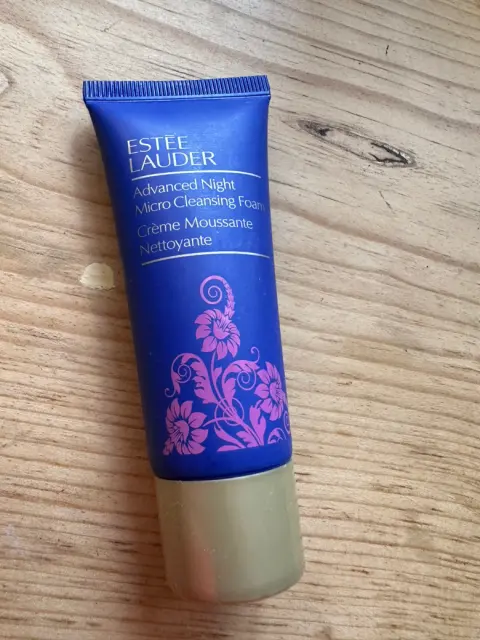 ESTĒE
LAUDER
Advanced Night
Micro Cleansing Foam
Crème Moussante
Nettoyante